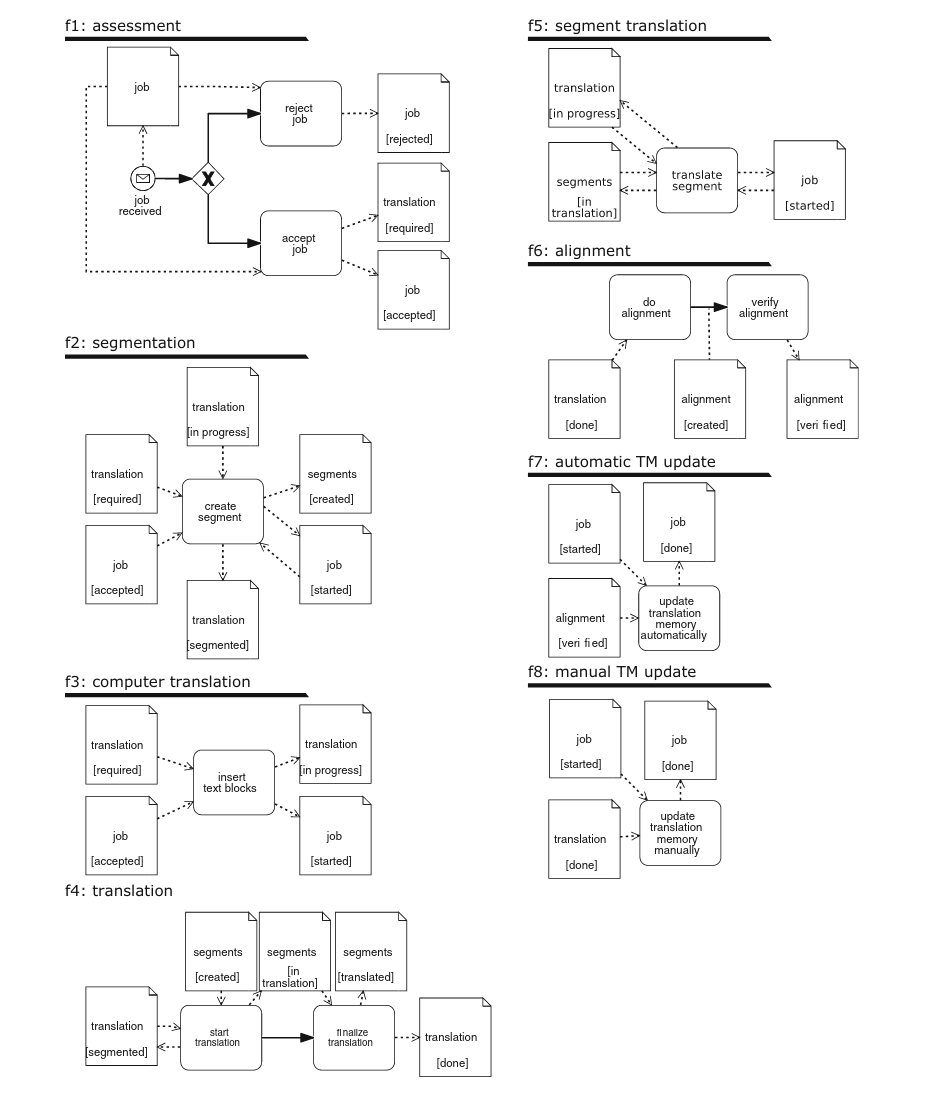 f1: assessment
job
reject
job
job
[rejected]
job
received
X
translation
[required]
accept
job
job
[accepted]
f2: segmentation
translation
[in progress]
translation
[required]
segments
[created]
create
segment
job
[accepted]
job
[started]
translation
[segmented]
f3: computer translation
translation
[required]
translation
[in progress]
insert
text blocks
job
[accepted]
job
[started]
f4: translation
segments
[created]
segments
[in
translation]
segments
[translated]
translation
[segmented]
start
translation
finalize
translation
translation
[done]
f5: segment translation
translation
[in progress]
segments
[in
translation]
translate
segment
job
[started]
f6: alignment
do
alignment
verify
alignment
translation
[done]
alignment
[created]
alignment
[veri fied]
f7: automatic TM update
job
[started]
job
[done]
alignment
[veri fied]
update
translation
memory
automatically
f8: manual TM update
job
[started]
job
[done]
translation
[done]
update
translation
memory
manually